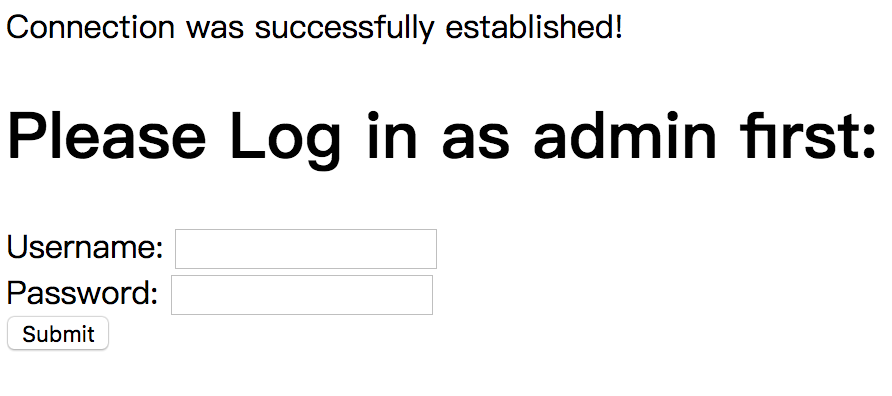 Connection was successfully established!
Please Log in as admin first:
Username:
Password:
Submit